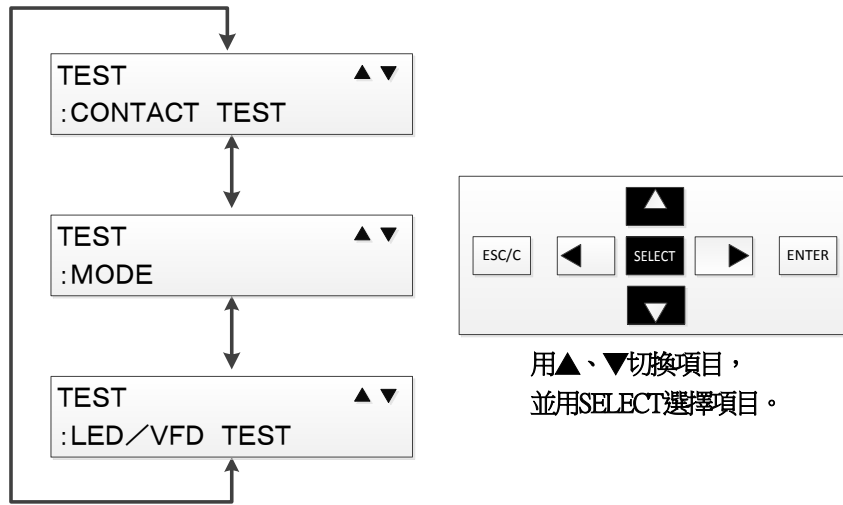 TEST ▲ ▼
:CONTACT TEST
TEST ▲ ▼
:MODE
TEST ▲ ▼
:LED／VFD TEST
▲
ESC/C ◀ SELECT ▶ ENTER
▼
用▲、▼切換項目，
並用SELECT選擇項目。